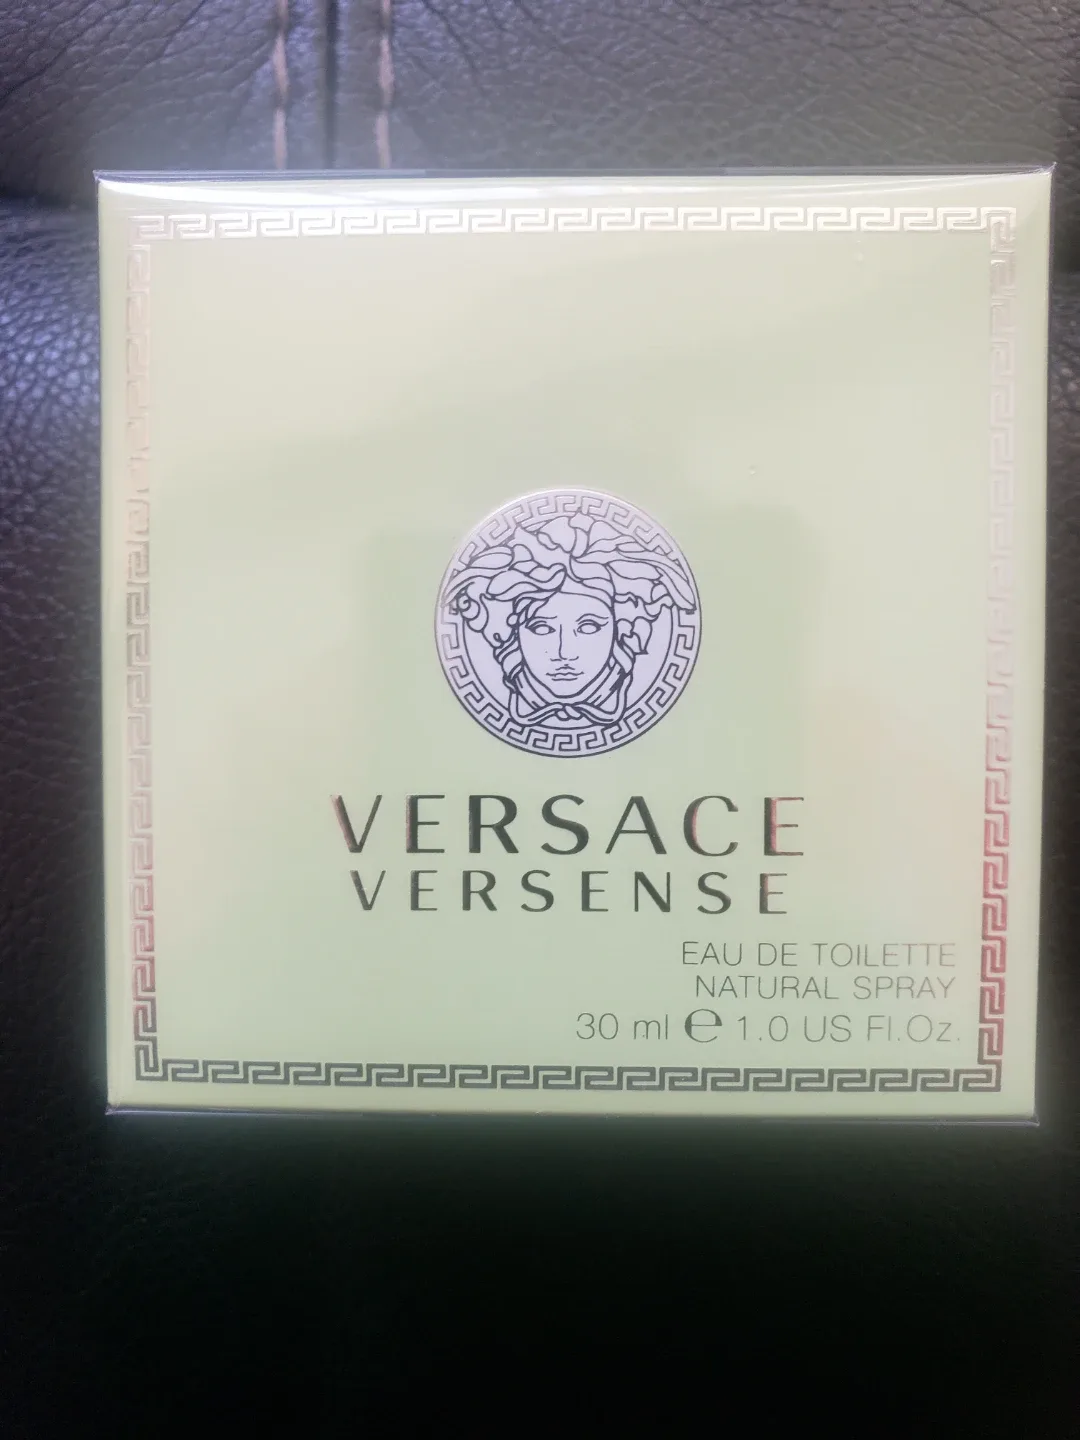 VERSACE
VERSENSE
EAU DE TOILETTE
NATURAL SPRAY
30 ml ℮ 1.0 US Fl.Oz.